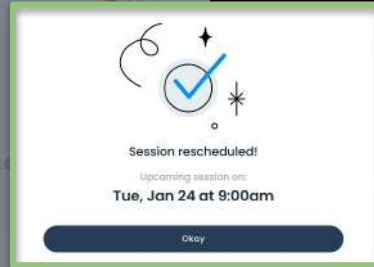 Session rescheduled!
Upcoming session on:
Tue, Jan 24 at 9:00am
Okay